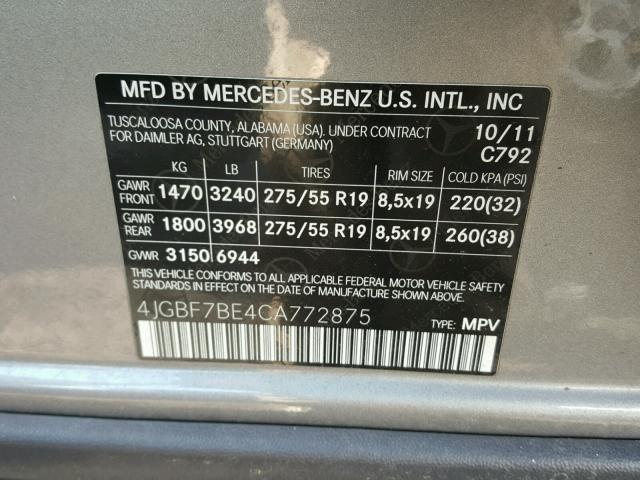 MFD BY MERCEDES-BENZ U.S. INTL., INC
TUSCALOOSA COUNTY, ALABAMA (USA). UNDER CONTRACT 10/11
FOR DAIMLER AG, STUTTGART (GERMANY) C792
KG LB TIRES RIM SIZE COLD KPA (PSI)
GAWR FRONT 1470 3240 275/55 R19 8,5x19 220(32)
GAWR REAR 1800 3968 275/55 R19 8,5x19 260(38)
GWR 3150 6944
THIS VEHICLE CONFORMS TO ALL APPLICABLE FEDERAL MOTOR VEHICLE SAFETY
STANDARDS IN EFFECT ON THE DATE OF MANUFACTURE SHOWN ABOVE.
4JGBF7BE4CA772875 TYPE: MPV